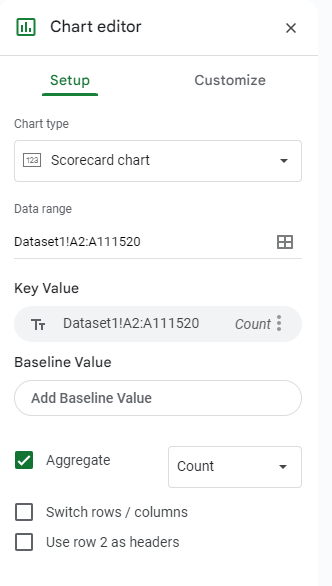 Chart editor
Setup Customize
Chart type
123 Scorecard chart
Data range
Dataset1!A2:A111520
Key Value
Tт Dataset1!A2:A111520 Count
Baseline Value
Add Baseline Value
Aggregate Count
Switch rows / columns
Use row 2 as headers